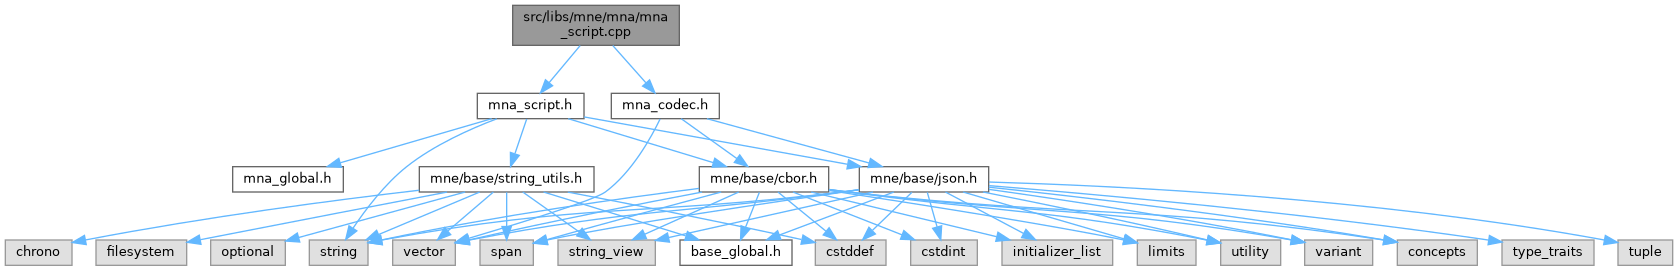 src/libs/mne/mna/mna
_script.cpp
mna_script.h
mna_codec.h
mna_global.h
mne/base/string_utils.h
mne/base/cbor.h
mne/base/json.h
chrono
filesystem
optional
string
vector
span
string_view
base_global.h
cstddef
cstdint
initializer_list
limits
utility
variant
concepts
type_traits
tuple